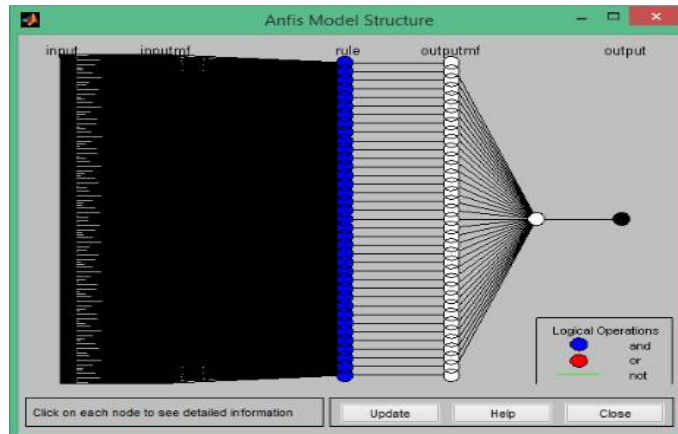 Anfis Model Structure
input inputmf rule outputmf output
Logical Operations
and
or
not
Click on each node to see detailed information
Update Help Close